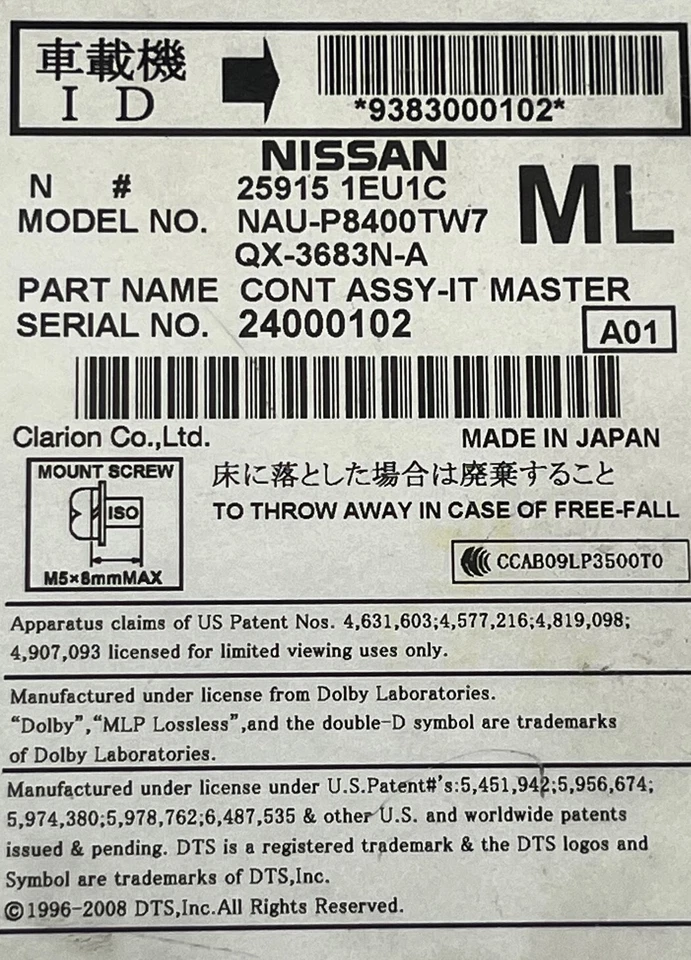 車載機
ID
*9383000102*
NISSAN
N # 25915 1EU1C
ML
MODEL NO. NAU-P8400TW7
QX-3683N-A
PART NAME CONT ASSY-IT MASTER
SERIAL NO. 24000102
A01
Clarion Co.,Ltd. MADE IN JAPAN
MOUNT SCREW
ISO
M5×8mmMAX
床に落とした場合は廃棄すること
TO THROW AWAY IN CASE OF FREE-FALL
CCAB09LP3500T0
Apparatus claims of US Patent Nos. 4,631,603;4,577,216;4,819,098;
4,907,093 licensed for limited viewing uses only.
Manufactured under license from Dolby Laboratories.
“Dolby”,“MLP Lossless”,and the double-D symbol are trademarks
of Dolby Laboratories.
Manufactured under license under U.S.Patent#'s:5,451,942;5,956,674;
5,974,380;5,978,762;6,487,535 & other U.S. and worldwide patents
issued & pending. DTS is a registered trademark & the DTS logos and
Symbol are trademarks of DTS,Inc.
©1996-2008 DTS,Inc.All Rights Reserved.